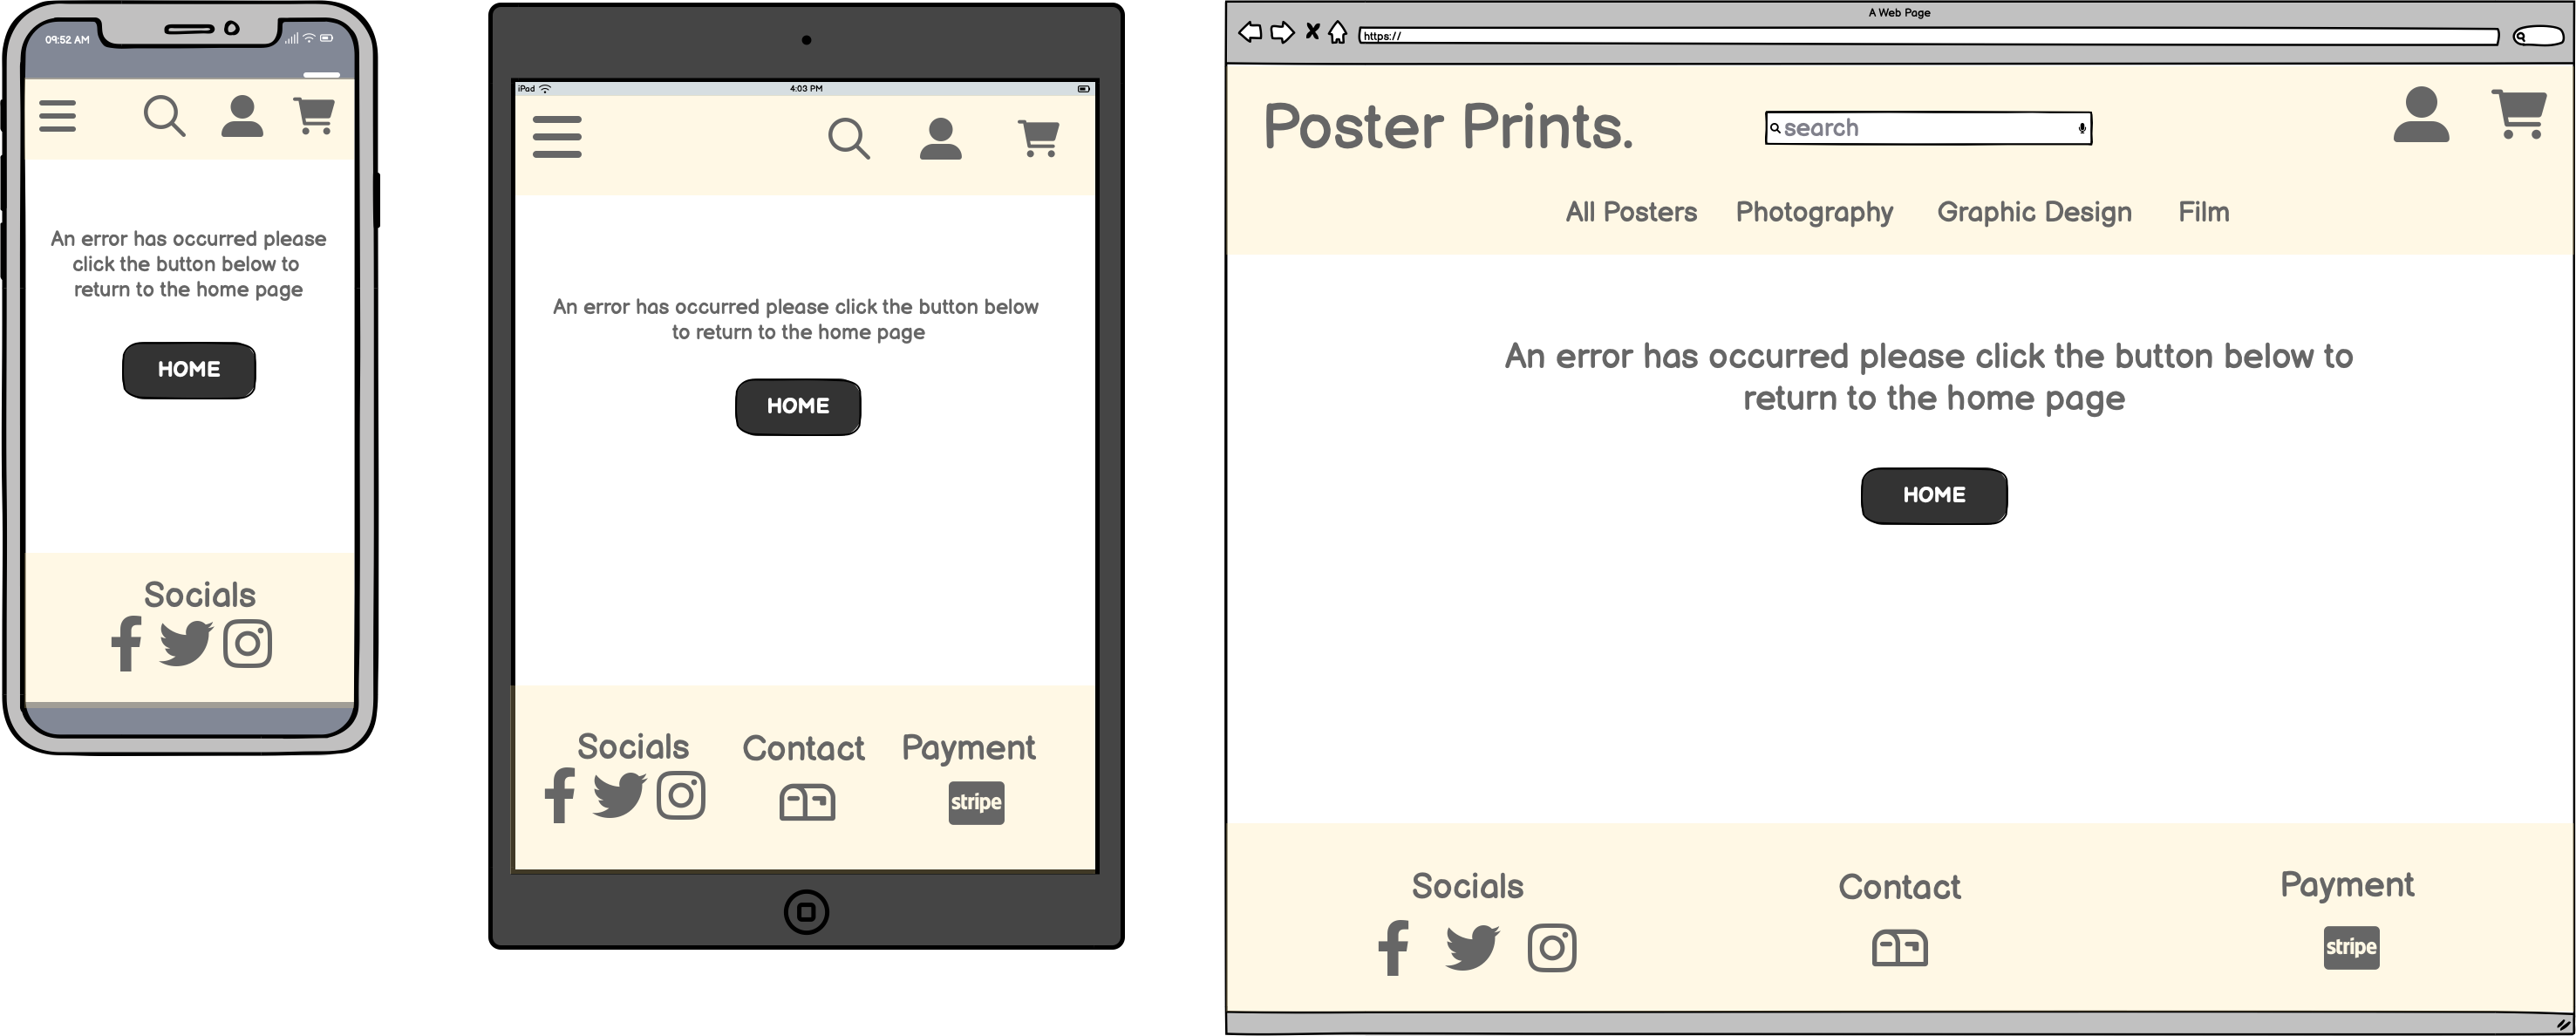 09:52 AM
An error has occurred please
click the button below to
return to the home page
HOME
Socials
iPad
4:03 PM
An error has occurred please click the button below
to return to the home page
HOME
Socials
Contact
Payment
stripe
A Web Page
https://
Poster Prints.
search
All Posters
Photography
Graphic Design
Film
An error has occurred please click the button below to
return to the home page
HOME
Socials
Contact
Payment
stripe